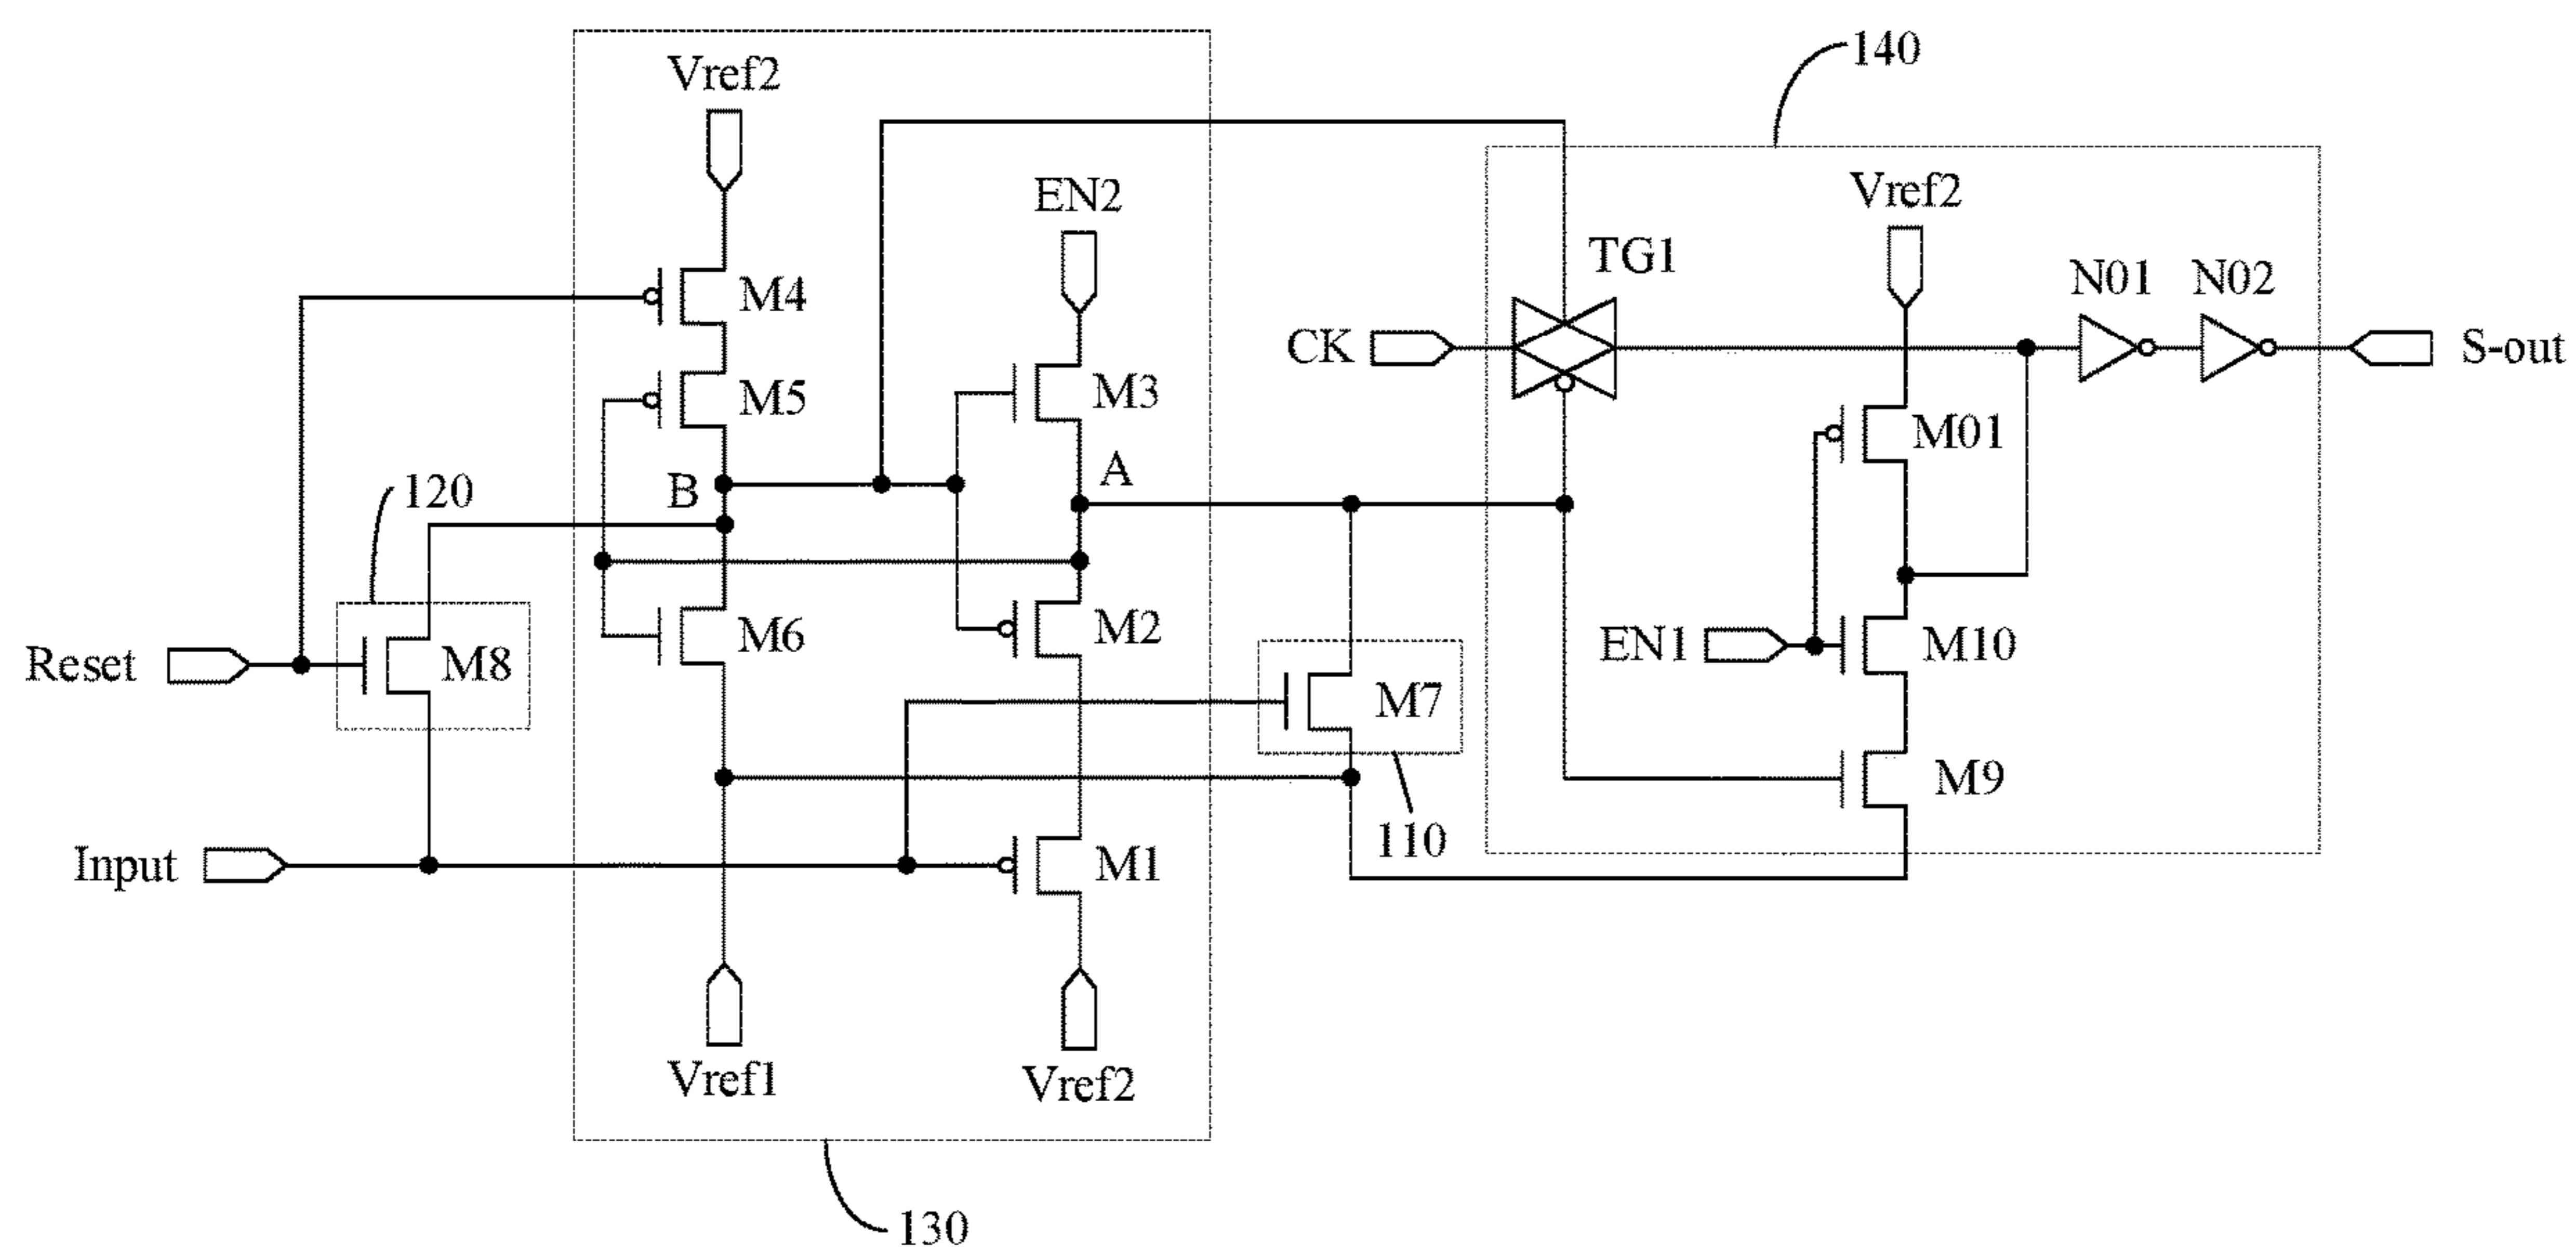 140
Vref2
EN2
Vref2
TG1
N01
N02
M4
CK
S-out
M5
M3
M01
B
A
120
M6
M2
EN1
M10
Reset
M8
M7
M9
110
Input
M1
Vref1
Vref2
130